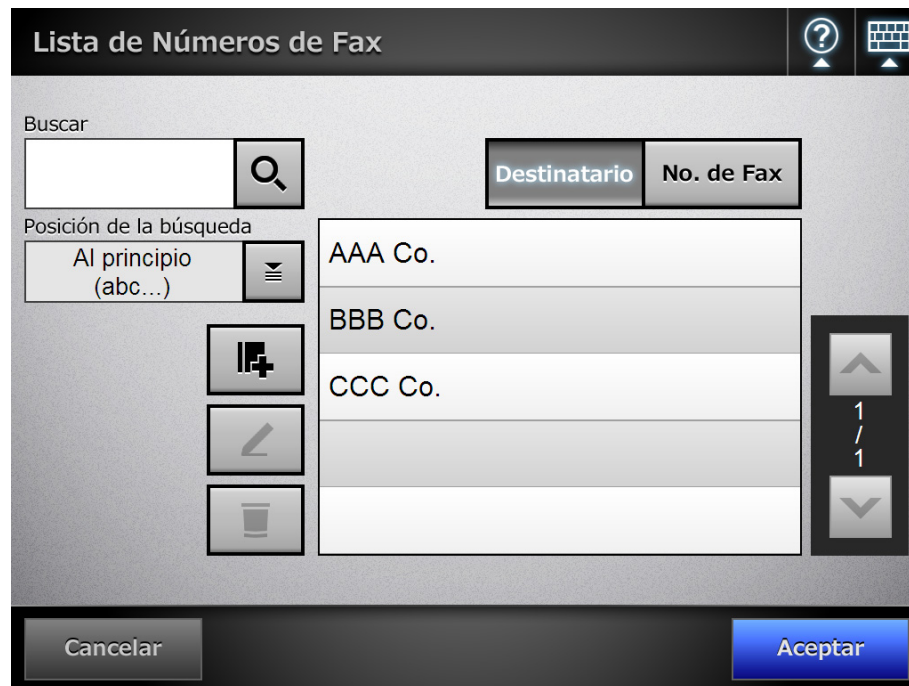 Lista de Números de Fax
?
Buscar
Destinatario
No. de Fax
Posición de la búsqueda
Al principio
(abc...)
AAA Co.
BBB Co.
CCC Co.
1
/
1
Cancelar
Aceptar